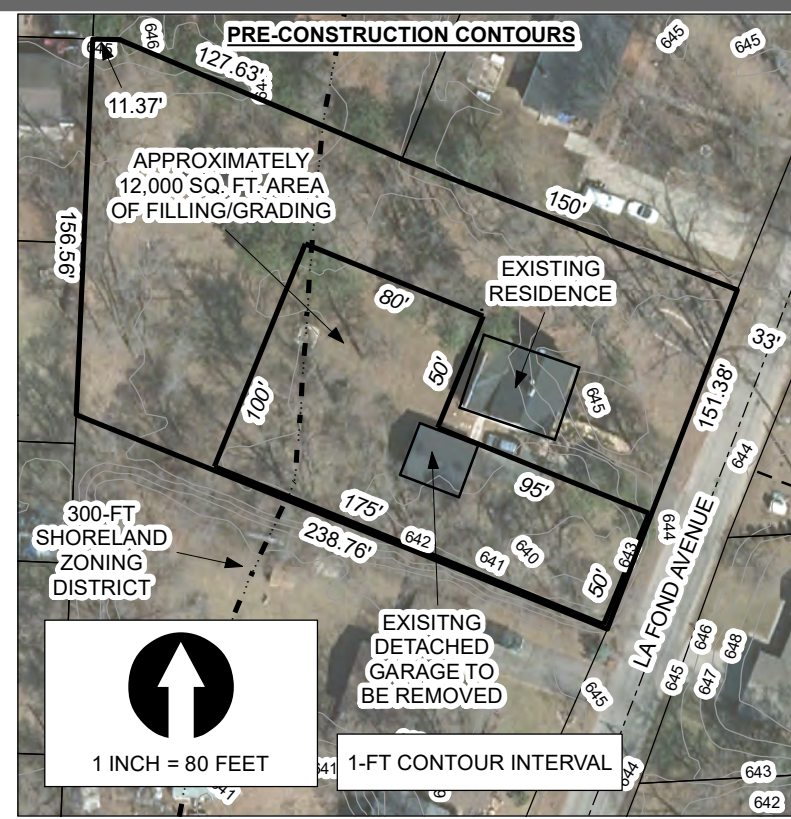 PRE-CONSTRUCTION CONTOURS
645
646
127.63'
64
645
645
11.37'
APPROXIMATELY
12,000 SQ. FT. AREA
OF FILLING/GRADING
150'
156.56'
EXISTING
RESIDENCE
80'
33'
50'
100'
645
151.38'
644
95'
175'
238.76'
642
641
640
643
644
50'
300-FT
SHORELAND
ZONING
DISTRICT
LA FOND AVENUE
EXISITNG
DETACHED
GARAGE TO
BE REMOVED
645
645
646
647
648
1 INCH = 80 FEET
1-FT CONTOUR INTERVAL
641
641
644
643
642